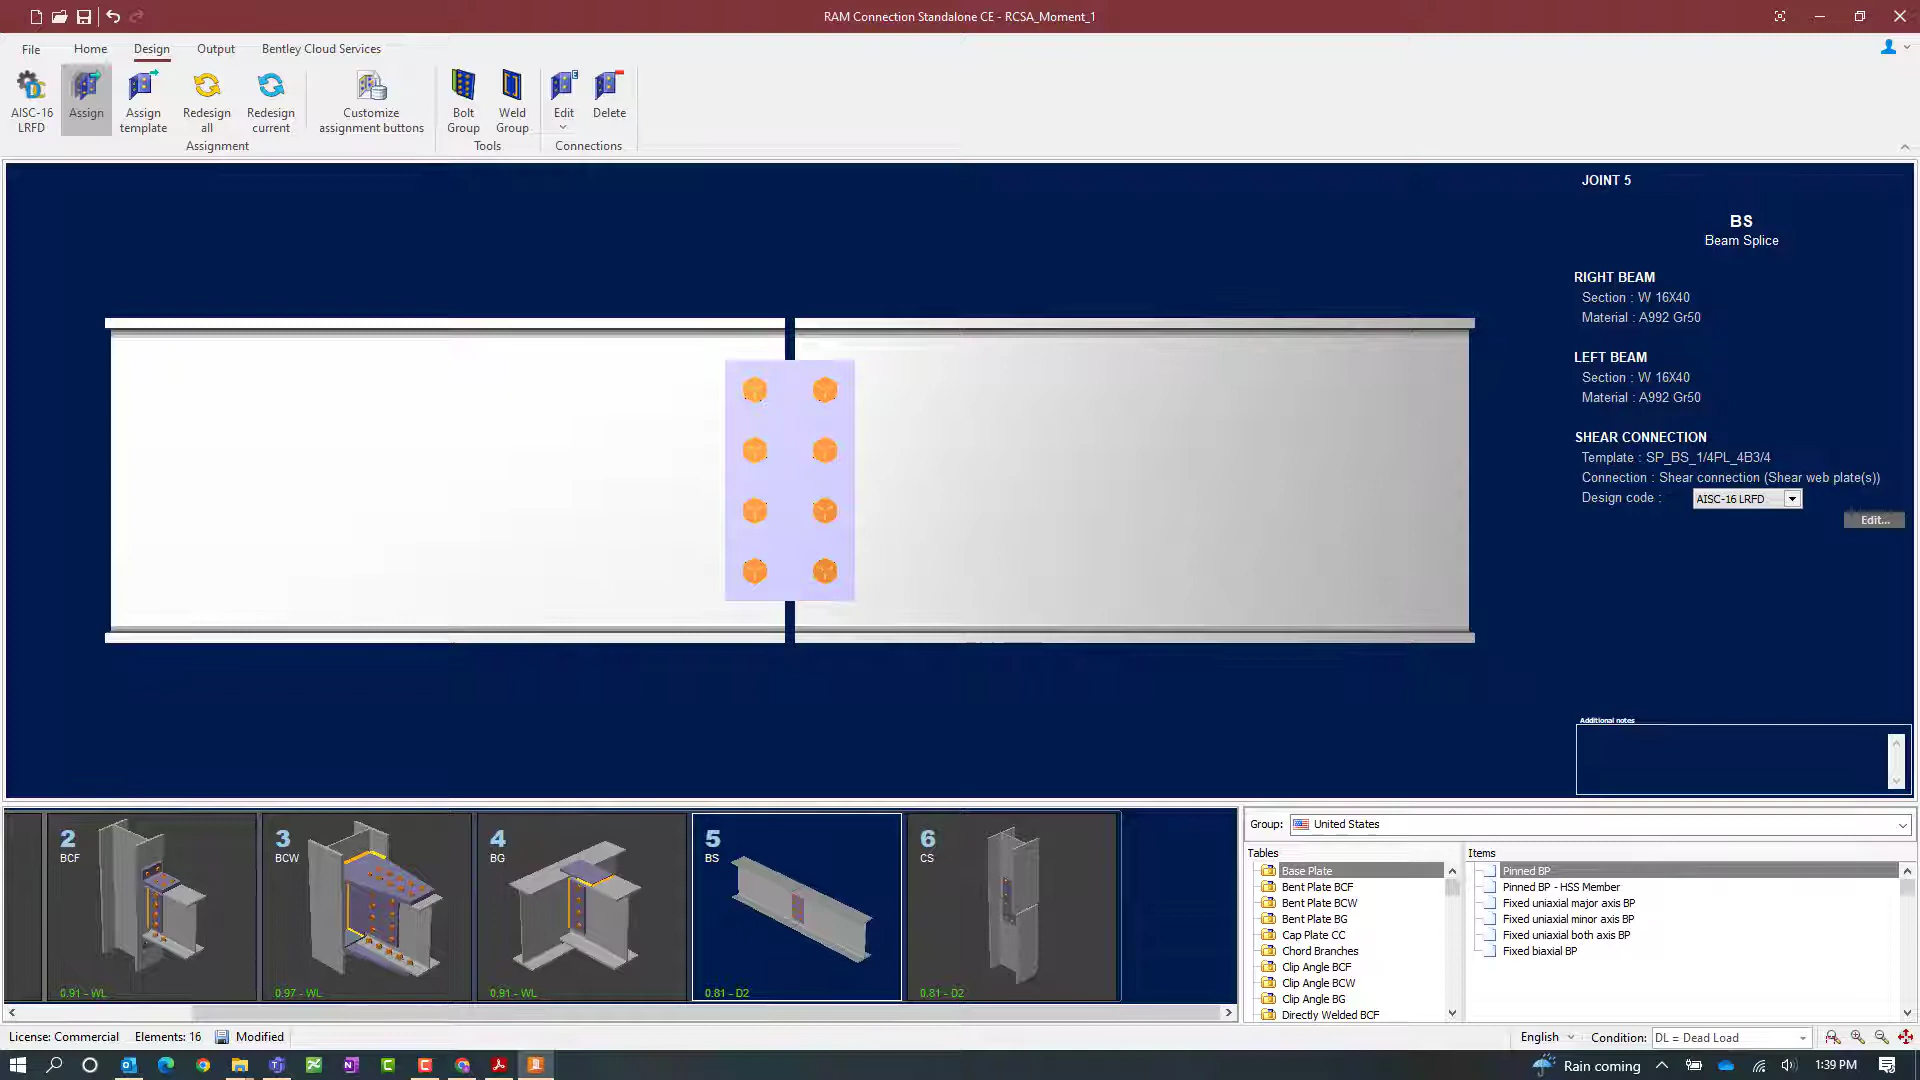 RAM Connection Standalone CE - RCSA_Moment_1
File
Home
Design
Output
Bentley Cloud Services
AISC-16 LRFD
Assign
Assign template
Redesign all
Redesign current
Customize assignment buttons
Bolt Group
Weld Group
Edit
Delete
Assignment
Tools
Connections
JOINT 5
BS
Beam Splice
RIGHT BEAM
Section : W 16X40
Material : A992 Gr50
LEFT BEAM
Section : W 16X40
Material : A992 Gr50
SHEAR CONNECTION
Template : SP_BS_1/4PL_4B3/4
Connection : Shear connection (Shear web plate(s))
Design code : AISC-16 LRFD
Edit...
Additional notes
2
BCF
0.91 - WL
3
BCW
0.97 - WL
4
BG
0.91 - WL
5
BS
0.81 - D2
6
CS
0.81 - D2
Group: United States
Tables
Base Plate
Bent Plate BCF
Bent Plate BCW
Bent Plate BG
Cap Plate CC
Chord Branches
Clip Angle BCF
Clip Angle BCW
Clip Angle BG
Directly Welded BCF
Items
Pinned BP
Pinned BP - HSS Member
Fixed uniaxial major axis BP
Fixed uniaxial minor axis BP
Fixed uniaxial both axis BP
Fixed biaxial BP
License: Commercial
Elements: 16
Modified
English
Condition: DL = Dead Load
Rain coming
1:39 PM